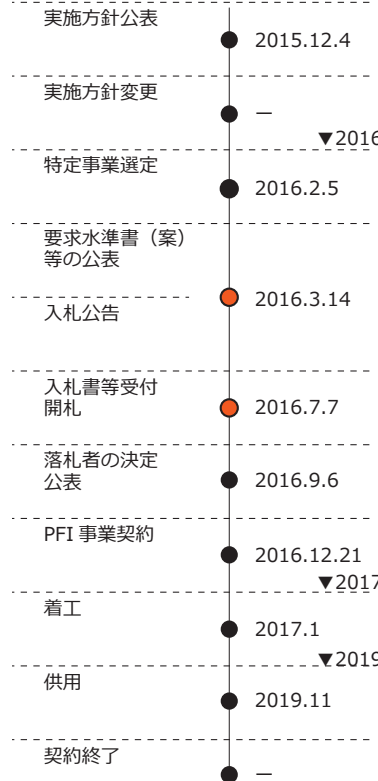 実施方針公表
2015.12.4
実施方針変更
―
▼2016
特定事業選定
2016.2.5
要求水準書（案）
等の公表
2016.3.14
入札公告
入札書等受付
開札
2016.7.7
落札者の決定
公表
2016.9.6
PFI 事業契約
2016.12.21
▼2017
着工
2017.1
▼2019
供用
2019.11
契約終了
―